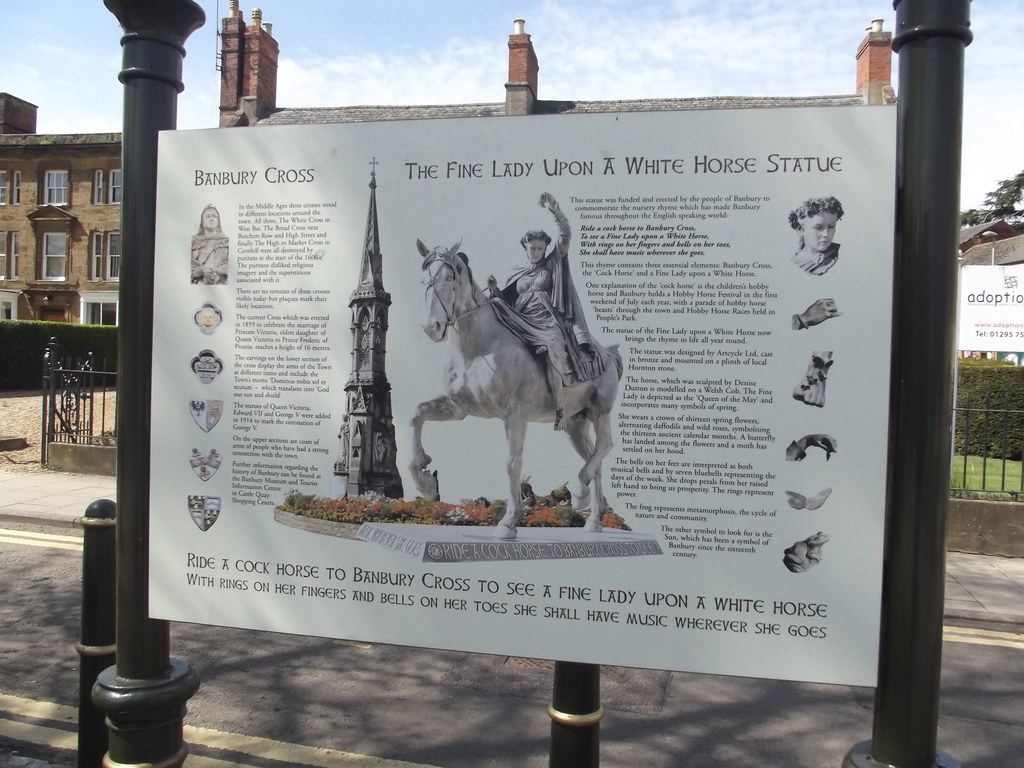 BANBURY CROSS
In the Middle Ages three crosses stood
in different locations around the
town. All three, The White Cross in
West Bar, The Bread Cross near
Butchers Row and High Street and
finally The High or Market Cross in
Cornhill were all destroyed by
puritans at the start of the 1600s.
The puritans disliked religious
imagery and the superstitions
associated with it.
There are no remains of these crosses
visible today but plaques mark their
likely locations.
The current Cross which was erected
in 1859 to celebrate the marriage of
Princess Victoria, eldest daughter of
Queen Victoria to Prince Frederic, of
Prussia, reaches a height of 16 metres
The carvings on the lower section of
the cross display the arms of the Town
at different times and include the
Town's motto 'Dominus nobis sol et
scutum' – which translates into 'God
our sun and shield'
The statues of Queen Victoria,
Edward VII and George V were added
in 1914 to mark the coronation of
George V.
On the upper sections are coats of
arms of people who have had a strong
connection with the town.
Further information regarding the
history of Banbury can be found at
the Banbury Museum and Tourist
Information Centre
in Castle Quay
Shopping Centre.
THE FINE LADY UPON A WHITE HORSE STATUE
This statue was funded and erected by the people of Banbury to
commemorate the nursery rhyme which has made Banbury
famous throughout the English speaking world:
Ride a cock horse to Banbury Cross,
To see a Fine Lady upon a White Horse,
With rings on her fingers and bells on her toes,
She shall have music wherever she goes.
This rhyme contains three essential elements: Banbury Cross,
the 'Cock Horse' and a Fine Lady upon a White Horse.
One explanation of the 'cock horse' is the children's hobby
horse and Banbury holds a Hobby Horse Festival in the first
weekend of July each year, with a parade of hobby horse
'beasts' through the town and Hobby Horse Races held in
People's Park.
The statue of the Fine Lady upon a White Horse now
brings the rhyme to life all year round.
The statue was designed by Artcycle Ltd, cast
in bronze and mounted on a plinth of local
Hornton stone.
The horse, which was sculpted by Denise
Dutton is modelled on a Welsh Cob. The Fine
Lady is depicted as the 'Queen of the May' and
incorporates many symbols of spring.
She wears a crown of thirteen spring flowers,
alternating daffodils and wild roses, symbolising
the thirteen ancient calendar months. A butterfly
has landed among the flowers and a moth has
settled on her hood.
The bells on her feet are interpreted as both
musical bells and by seven bluebells representing the
days of the week. She drops petals from her raised
left hand to bring us prosperity. The rings represent
power.
The frog represents metamorphosis, the cycle of
nature and community.
The other symbol to look for is the
Sun, which has been a symbol of
Banbury since the sixteenth
century.
RIDE A COCK HORSE TO BANBURY CROSS TO
RIDE A COCK HORSE TO BANBURY CROSS TO SEE A FINE LADY UPON A WHITE HORSE
WITH RINGS ON HER FINGERS AND BELLS ON HER TOES SHE SHALL HAVE MUSIC WHEREVER SHE GOES
adoptio
www.adoption
Tel: 01295 75